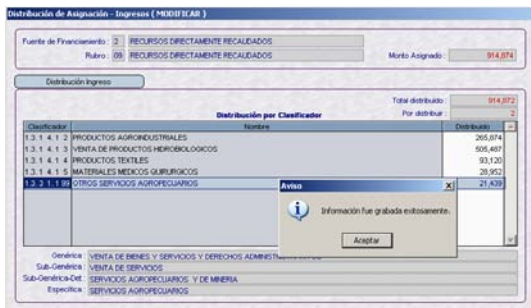 Distribución de Asignación - Ingresos ( MODIFICAR )
Fuente de Financiamiento : 2 RECURSOS DIRECTAMENTE RECAUDADOS
Rubro : 09 RECURSOS DIRECTAMENTE RECAUDADOS Monto Asignado : 914,874
Distribución Ingreso
Total distribuido : 914,872
Distribución por Clasificador Por distribuir : 2
Clasificador Nombre Distribuido
1.3. 1 4. 1 2 PRODUCTOS AGROINDUSTRIALES 265,874
1.3. 1 4. 1 3 VENTA DE PRODUCTOS HIDROBIOLOGICOS 505,487
1.3. 1 4. 1 4 PRODUCTOS TEXTILES 93,120
1.3. 1 4. 1 5 MATERIALES MEDICOS QUIRURGICOS 28,952
1.3. 3 1. 1 99 OTROS SERVICIOS AGROPECUARIOS 21,439
Aviso
Información fue grabada exitosamente.
Aceptar
Genérica : VENTA DE BIENES Y SERVICIOS Y DERECHOS
Sub-Genérica : VENTA DE SERVICIOS
Sub-Genérica-Det : SERVICIOS AGROPECUARIOS Y DE MINERIA
Específica : SERVICIOS AGROPECUARIOS